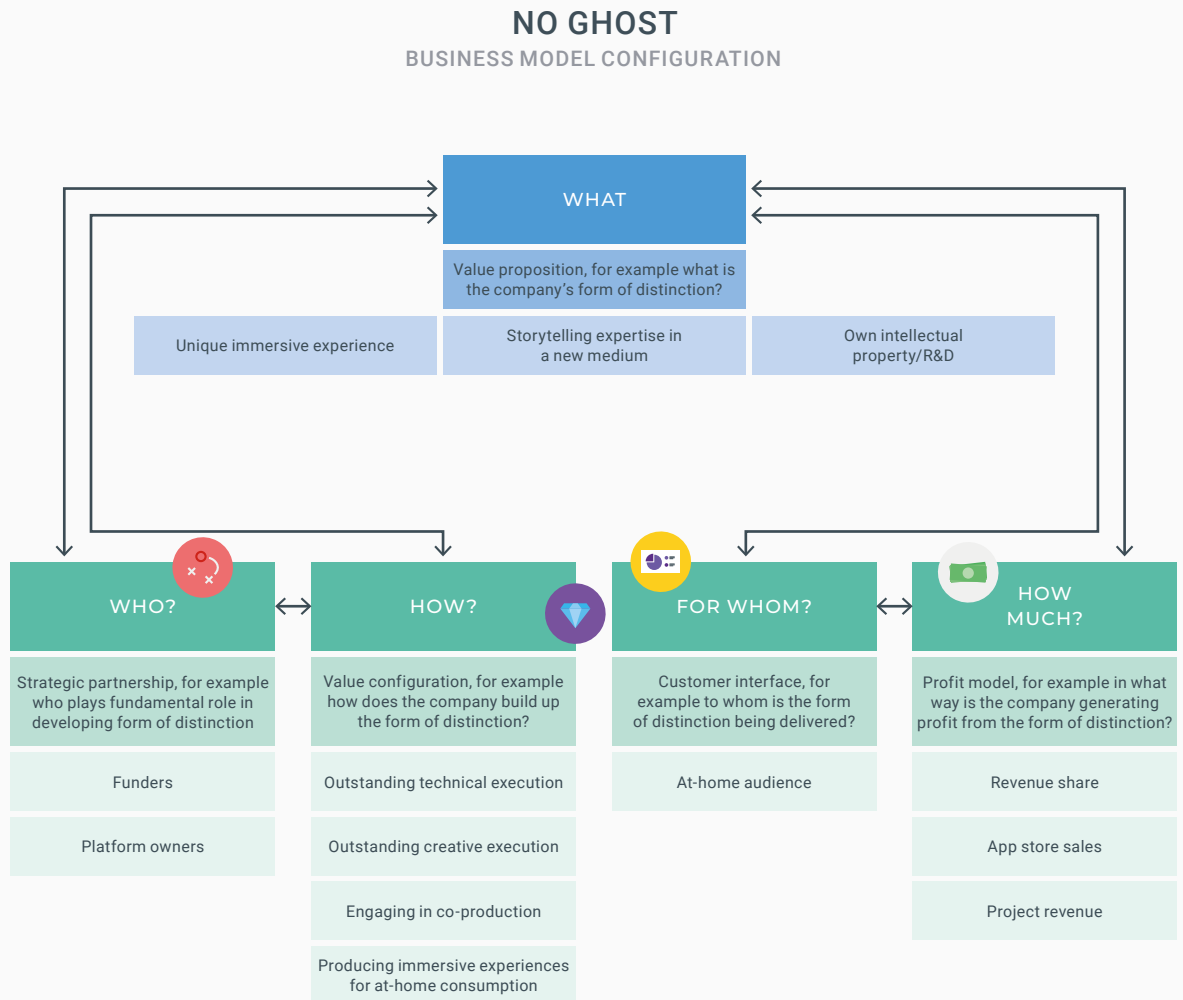 NO GHOST
BUSINESS MODEL CONFIGURATION
WHAT
Value proposition, for example what is
the company’s form of distinction?
Unique immersive experience
Storytelling expertise in
a new medium
Own intellectual
property/R&D
WHO?
Strategic partnership, for example
who plays fundamental role in
developing form of distinction
Funders
Platform owners
HOW?
Value configuration, for example
how does the company build up
the form of distinction?
Outstanding technical execution
Outstanding creative execution
Engaging in co-production
Producing immersive experiences
for at-home consumption
FOR WHOM?
Customer interface, for
example to whom is the form
of distinction being delivered?
At-home audience
HOW
MUCH?
Profit model, for example in what
way is the company generating
profit from the form of distinction?
Revenue share
App store sales
Project revenue